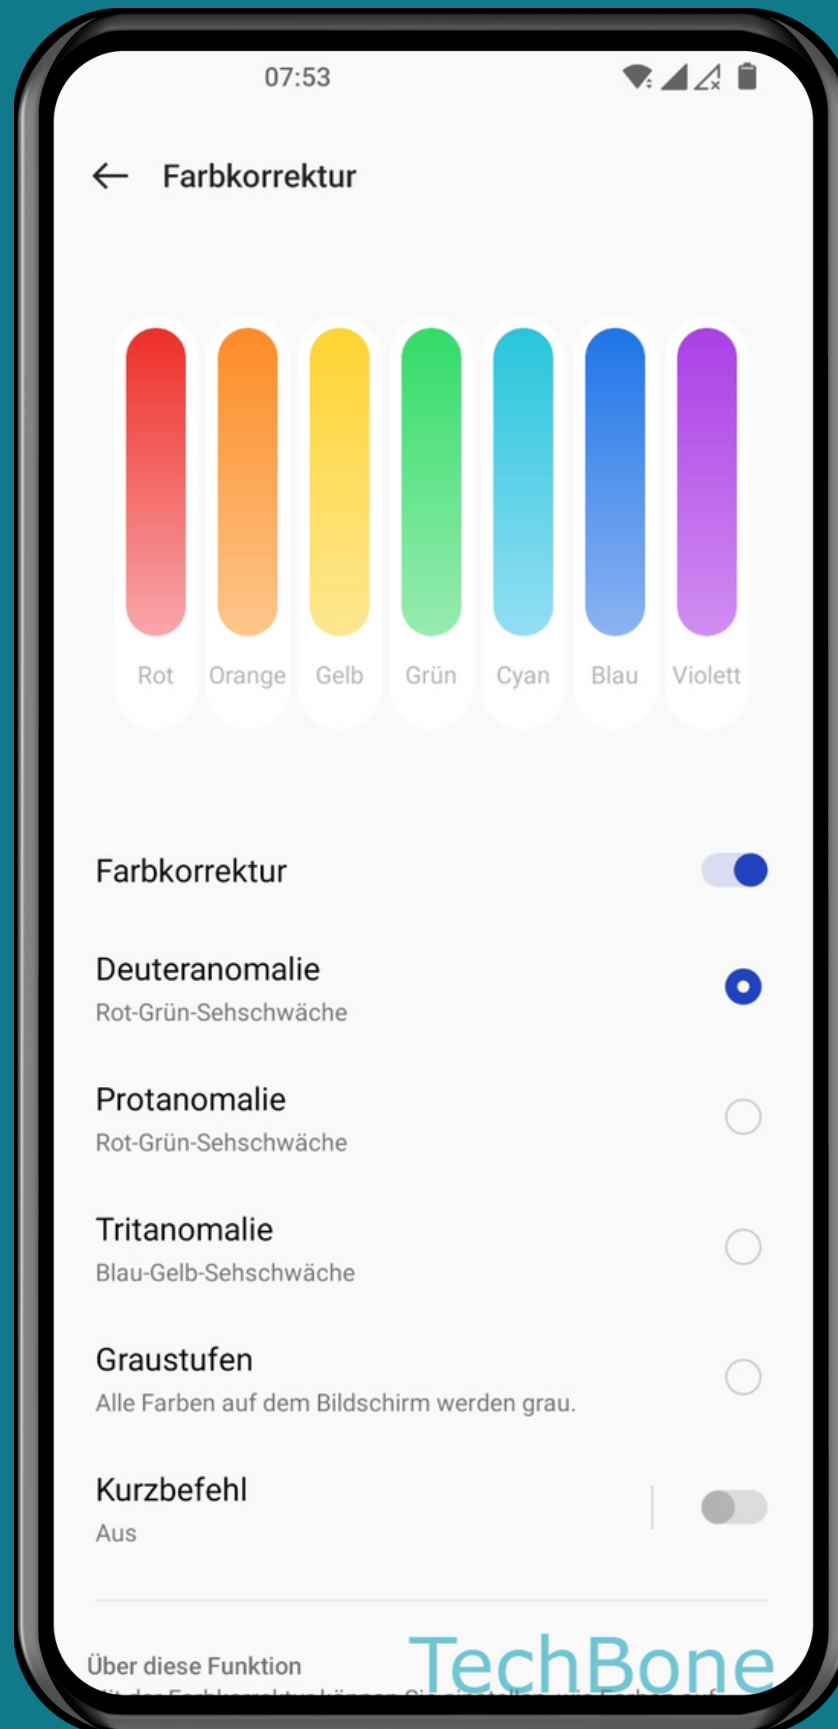 07:53
Farbkorrektur
Rot Orange Gelb Grün Cyan Blau Violett
Farbkorrektur
Deuteranomalie
Rot-Grün-Sehschwäche
Protanomalie
Rot-Grün-Sehschwäche
Tritanomalie
Blau-Gelb-Sehschwäche
Graustufen
Alle Farben auf dem Bildschirm werden grau.
Kurzbefehl
Aus
Über diese Funktion
TechBone